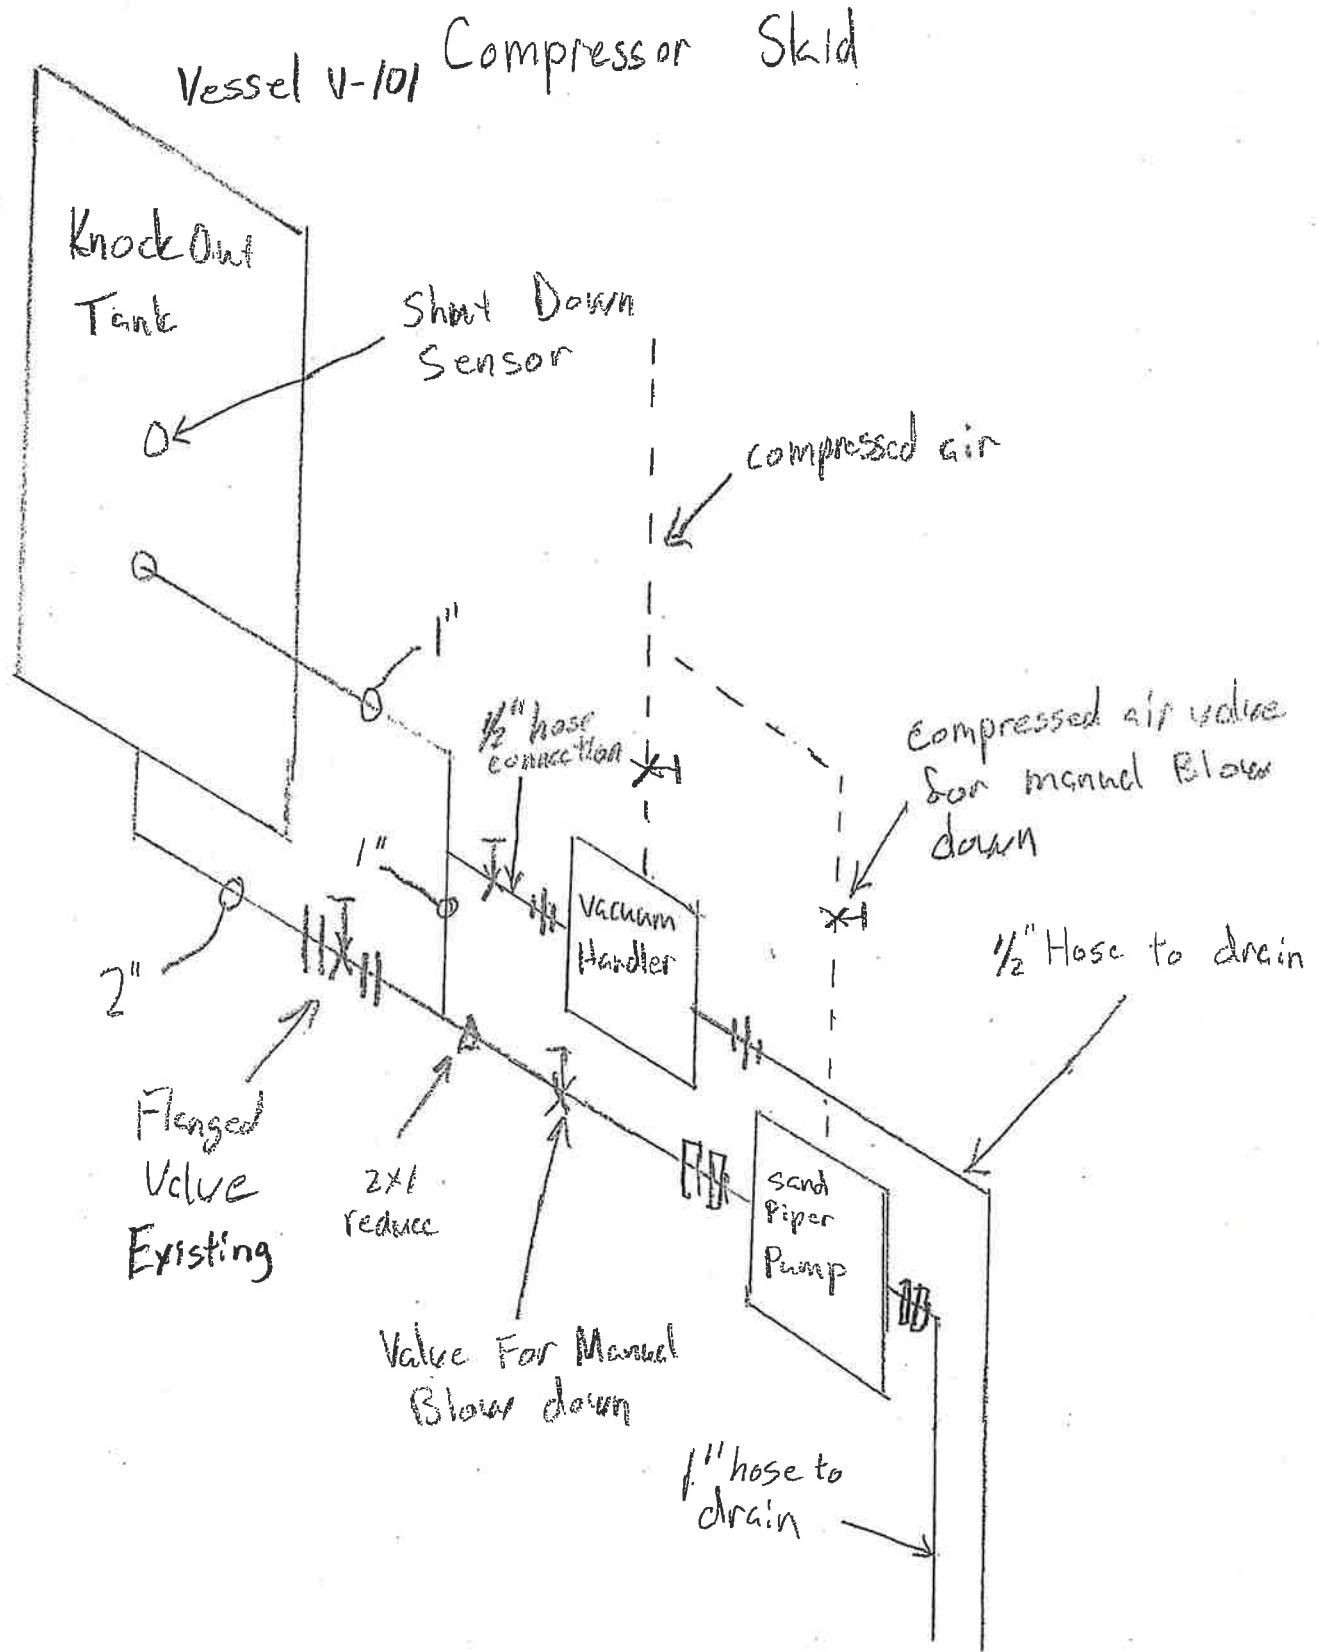 Compressor Skid
Vessel V-101
Knock Out
Tank
Shut Down
Sensor
compressed air
1"
1/2" hose
connection
compressed air valve
for manual Blow
down
1"
Vacuum
Handler
1/2" Hose to drain
2"
Flanged
Valve
Existing
2x1
reduce
Sand
Piper
Pump
Valve For Manual
Blow down
1" hose to
drain